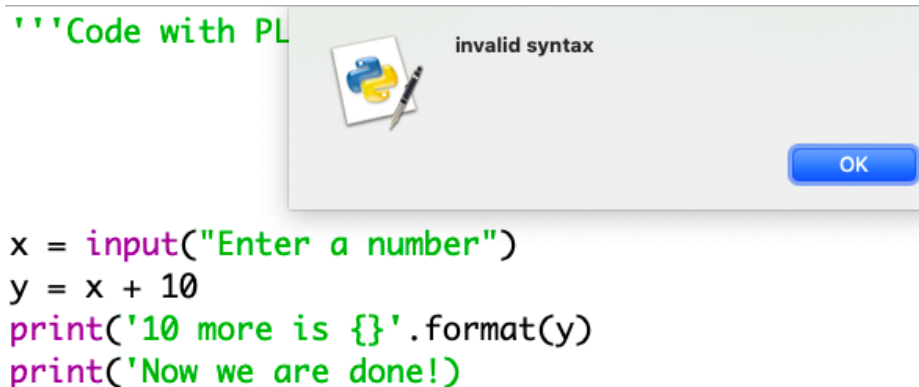 '''Code with PL
invalid syntax
OK
x = input("Enter a number")
y = x + 10
print('10 more is {}'.format(y)
print('Now we are done!)